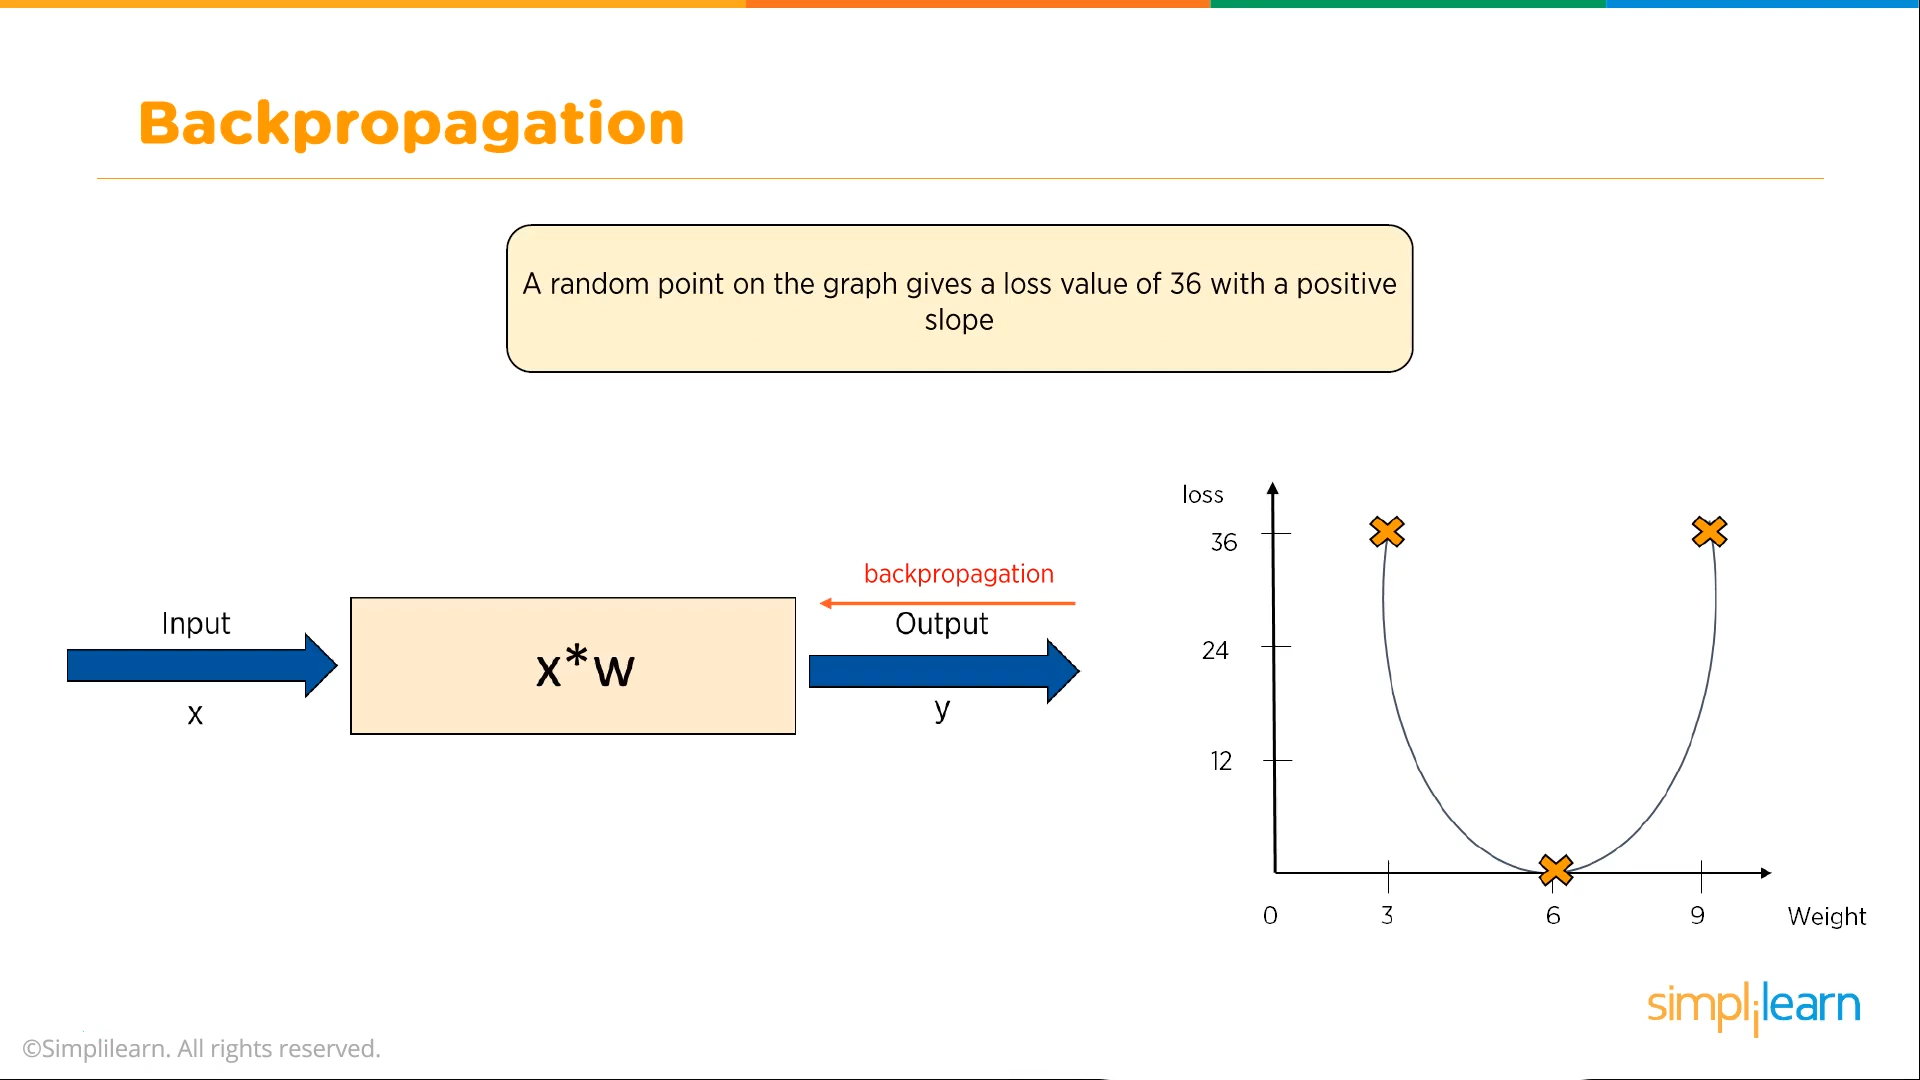 Backpropagation
A random point on the graph gives a loss value of 36 with a positive
slope
Input
x
x*w
backpropagation
Output
y
loss
36
24
12
0
3
6
9
Weight
simplilearn
©Simplilearn. All rights reserved.